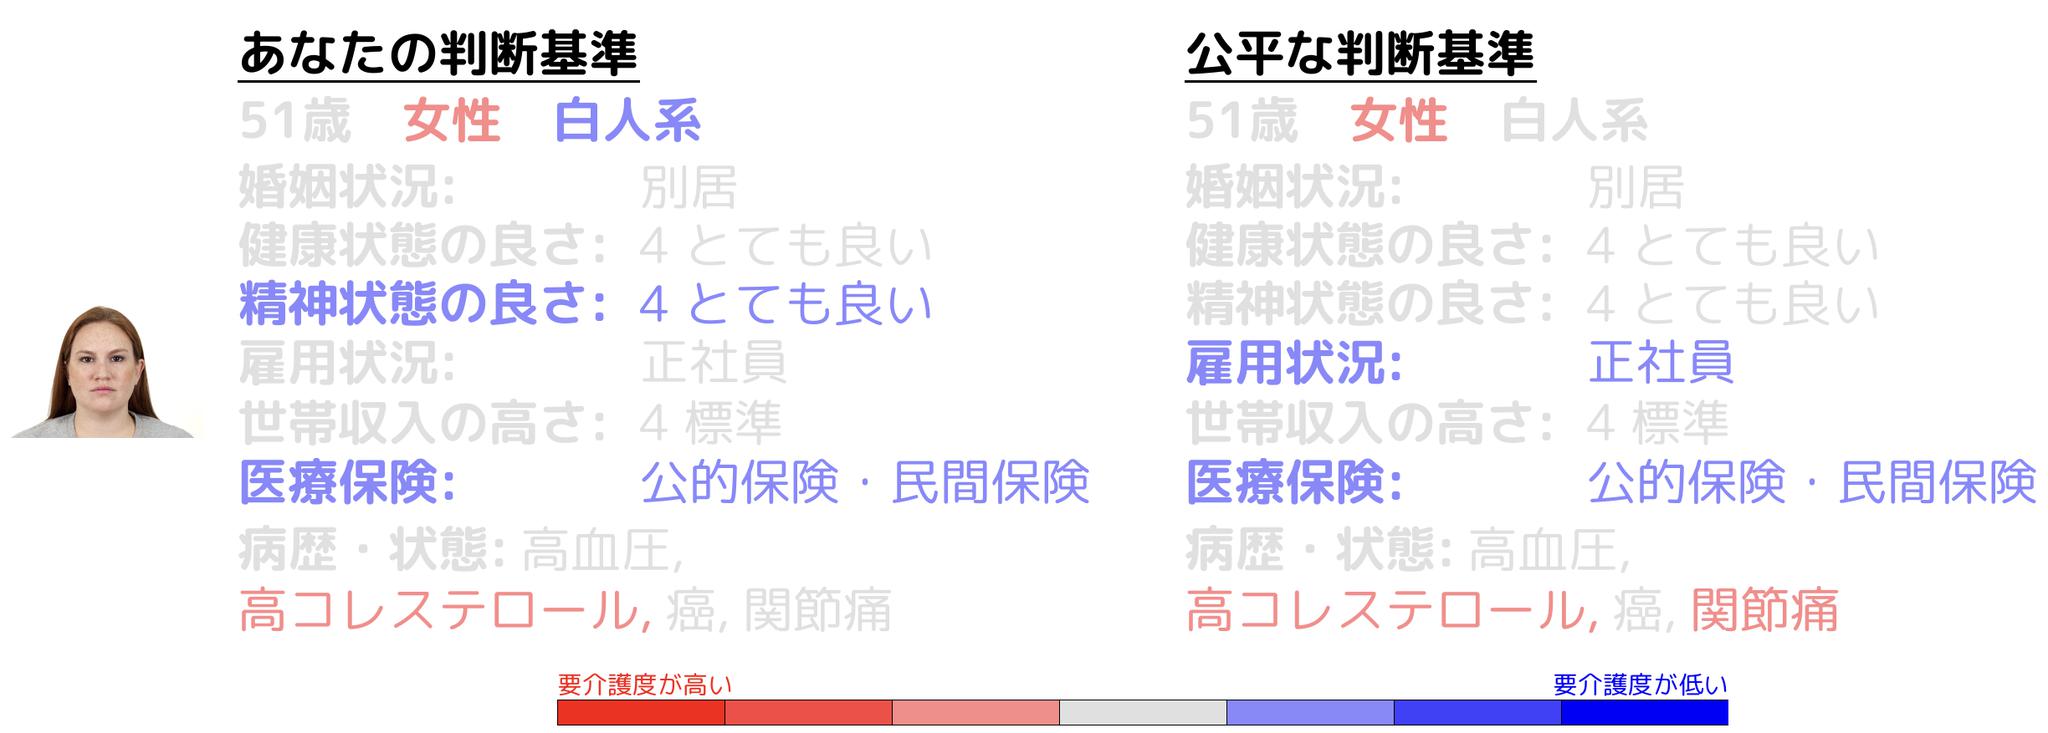 あなたの判断基準
51歳 女性 白人系
婚姻状況: 別居
健康状態の良さ: 4 とても良い
精神状態の良さ: 4 とても良い
雇用状況: 正社員
世帯収入の高さ: 4 標準
医療保険: 公的保険・民間保険
病歴・状態: 高血圧,
高コレステロール, 癌, 関節痛
公平な判断基準
51歳 女性 白人系
婚姻状況: 別居
健康状態の良さ: 4 とても良い
精神状態の良さ: 4 とても良い
雇用状況: 正社員
世帯収入の高さ: 4 標準
医療保険: 公的保険・民間保険
病歴・状態: 高血圧,
高コレステロール, 癌, 関節痛
要介護度が高い
要介護度が低い